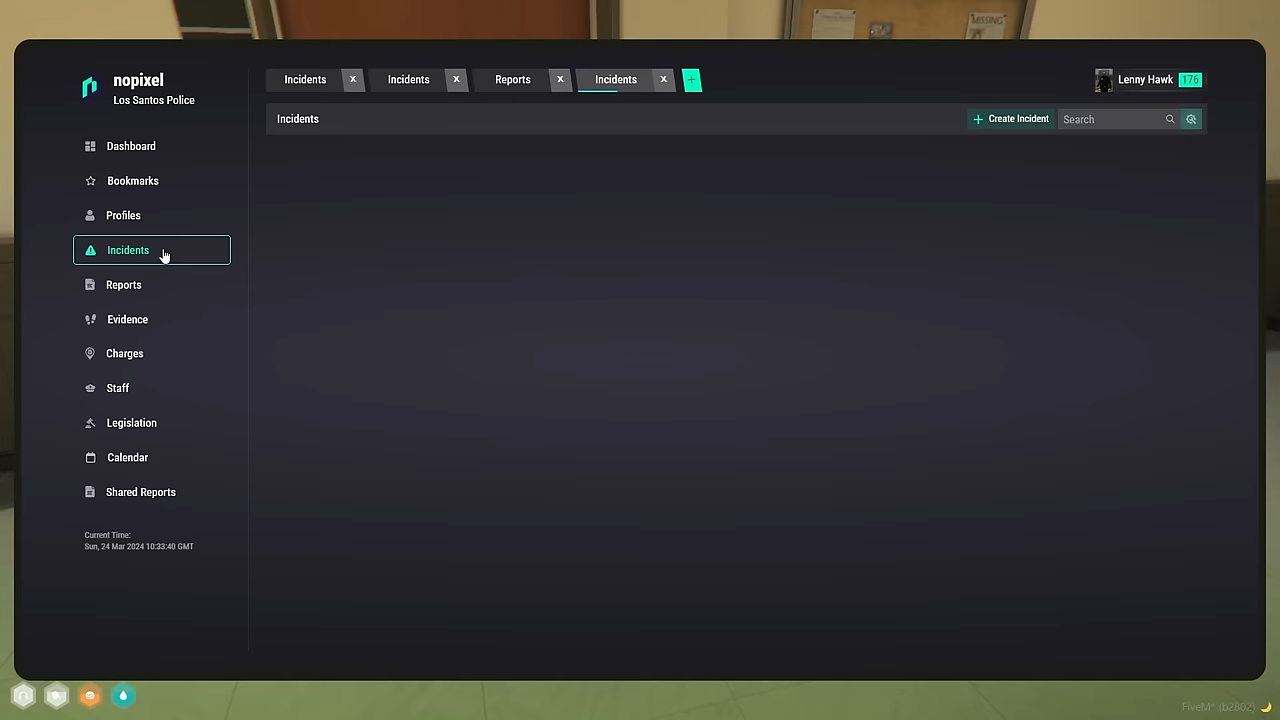 MISSING
nopixel
Los Santos Police
Incidents x
Incidents x
Reports x
Incidents x
+
Lenny Hawk 176
Incidents
+ Create Incident
Search
Dashboard
Bookmarks
Profiles
Incidents
Reports
Evidence
Charges
Staff
Legislation
Calendar
Shared Reports
Current Time:
Sun, 24 Mar 2024 10:33:40 GMT
FiveM* (b2802)